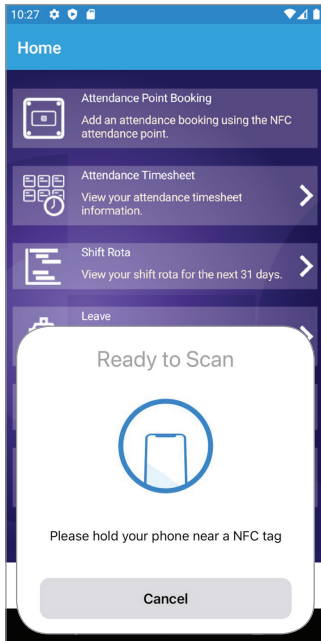 10:27
Home
Attendance Point Booking
Add an attendance booking using the NFC
attendance point.
Attendance Timesheet
View your attendance timesheet
information.
Shift Rota
View your shift rota for the next 31 days.
Leave
Ready to Scan
Please hold your phone near a NFC tag
Cancel